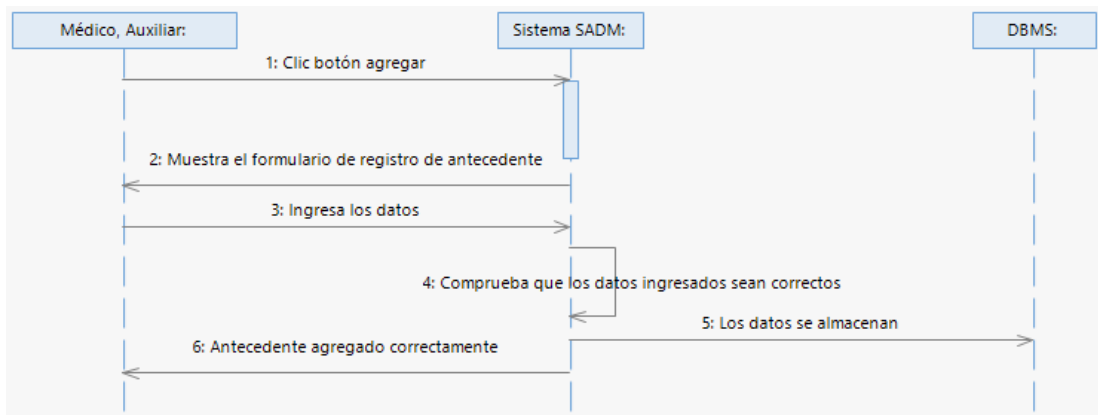 Médico, Auxiliar:
Sistema SADM:
DBMS:
1: Clic botón agregar
2: Muestra el formulario de registro de antecedente
3: Ingresa los datos
4: Comprueba que los datos ingresados sean correctos
5: Los datos se almacenan
6: Antecedente agregado correctamente